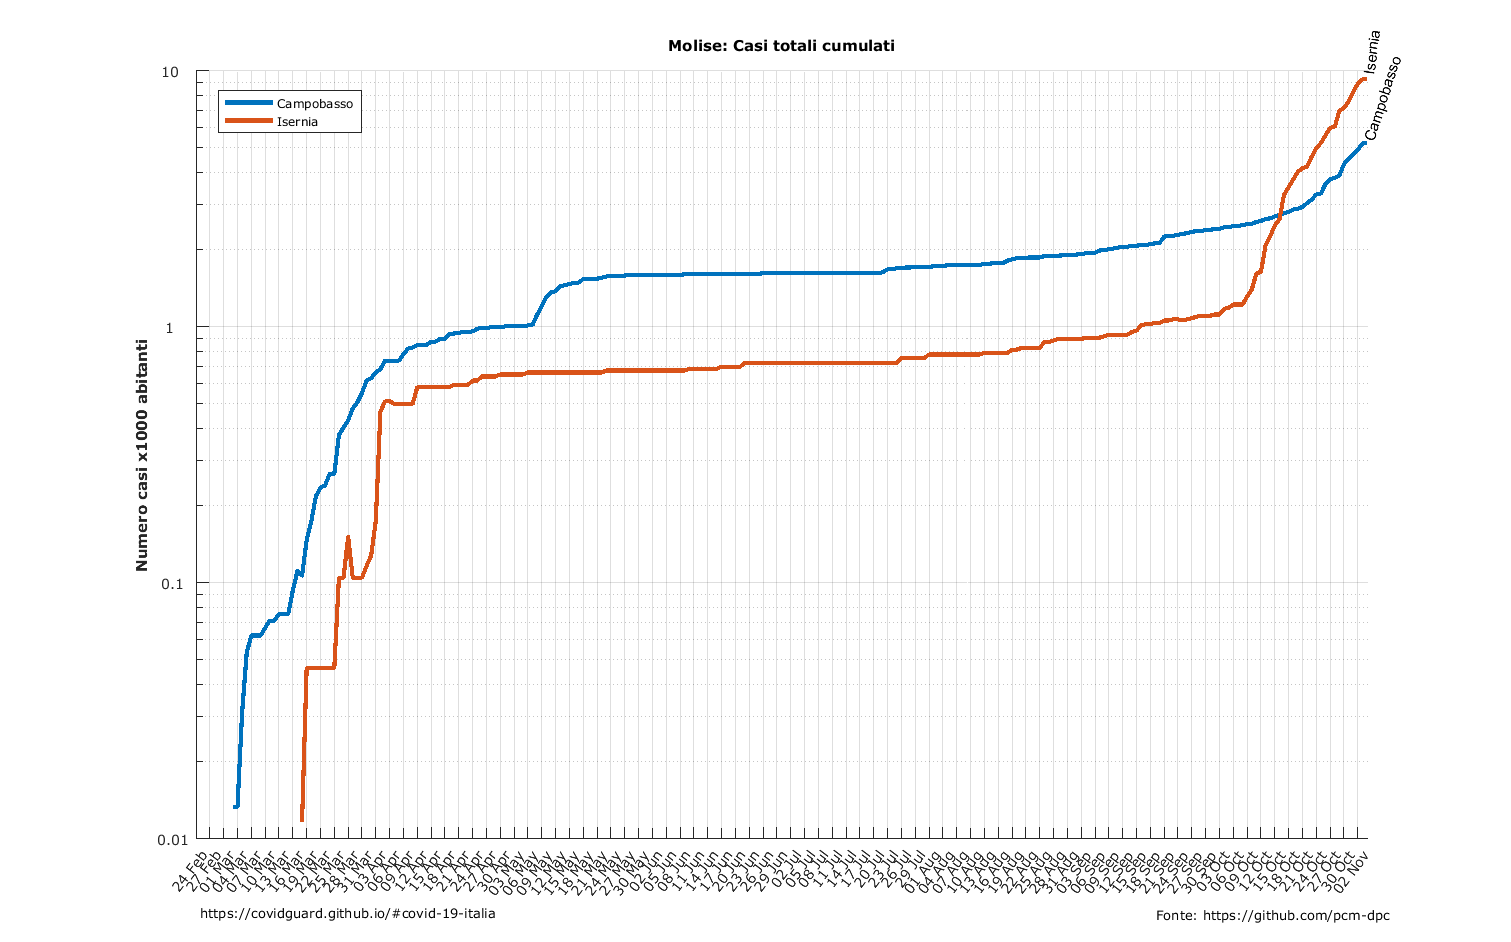 Molise: Casi totali cumulati
Isernia
Campobasso
10
1
0.1
0.01
Campobasso
Isernia
Numero casi x1000 abitanti
24 Feb
27 Feb
01 Mar
04 Mar
07 Mar
10 Mar
13 Mar
16 Mar
19 Mar
22 Mar
25 Mar
28 Mar
31 Mar
03 Apr
06 Apr
09 Apr
12 Apr
15 Apr
18 Apr
21 Apr
24 Apr
27 Apr
30 Apr
03 May
06 May
09 May
12 May
15 May
18 May
21 May
24 May
27 May
30 May
02 Jun
05 Jun
08 Jun
11 Jun
14 Jun
17 Jun
20 Jun
23 Jun
26 Jun
29 Jun
02 Jul
05 Jul
08 Jul
11 Jul
14 Jul
17 Jul
20 Jul
23 Jul
26 Jul
29 Jul
01 Aug
04 Aug
07 Aug
10 Aug
13 Aug
16 Aug
19 Aug
22 Aug
25 Aug
28 Aug
31 Aug
03 Sep
06 Sep
09 Sep
12 Sep
15 Sep
18 Sep
21 Sep
24 Sep
27 Sep
30 Sep
03 Oct
06 Oct
09 Oct
12 Oct
15 Oct
18 Oct
21 Oct
24 Oct
27 Oct
30 Oct
02 Nov
https://covidguard.github.io/#covid-19-italia
Fonte: https://github.com/pcm-dpc